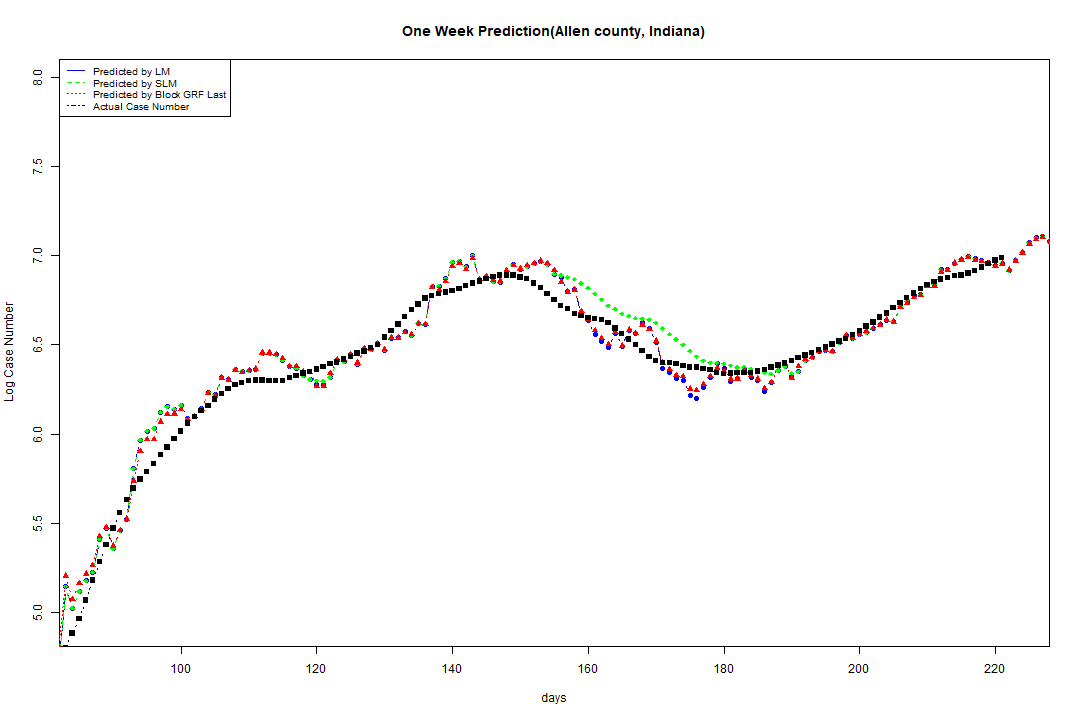 One Week Prediction(Allen county, Indiana)
Predicted by LM
Predicted by SLM
Predicted by Block GRF Last
Actual Case Number
8.0
7.5
7.0
6.5
6.0
5.5
5.0
Log Case Number
100 120 140 160 180 200 220
days